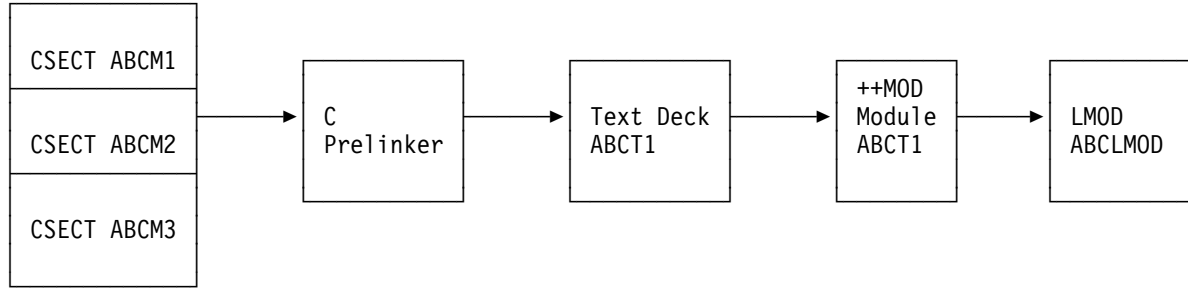 CSECT ABCM1
CSECT ABCM2
CSECT ABCM3
C
Prelinker
Text Deck
ABCT1
++MOD
Module
ABCT1
LMOD
ABCLMOD